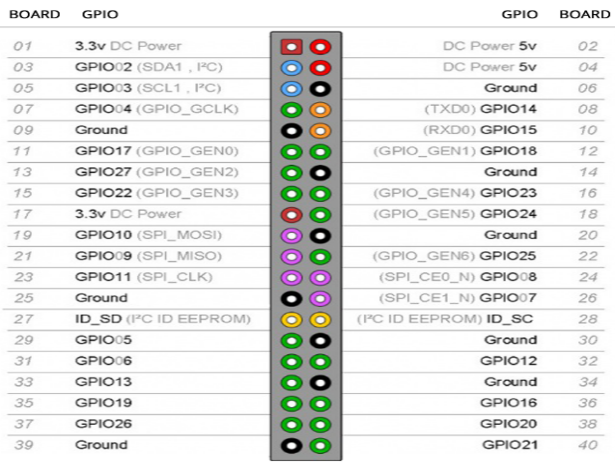 BOARD GPIO GPIO BOARD
01 3.3v DC Power DC Power 5v 02
03 GPIO02 (SDA1 , I²C) DC Power 5v 04
05 GPIO03 (SCL1 , I²C) Ground 06
07 GPIO04 (GPIO_GCLK) (TXD0) GPIO14 08
09 Ground (RXD0) GPIO15 10
11 GPIO17 (GPIO_GEN0) (GPIO_GEN1) GPIO18 12
13 GPIO27 (GPIO_GEN2) Ground 14
15 GPIO22 (GPIO_GEN3) (GPIO_GEN4) GPIO23 16
17 3.3v DC Power (GPIO_GEN5) GPIO24 18
19 GPIO10 (SPI_MOSI) Ground 20
21 GPIO09 (SPI_MISO) (GPIO_GEN6) GPIO25 22
23 GPIO11 (SPI_CLK) (SPI_CE0_N) GPIO08 24
25 Ground (SPI_CE1_N) GPIO07 26
27 ID_SD (I²C ID EEPROM) (I²C ID EEPROM) ID_SC 28
29 GPIO05 Ground 30
31 GPIO06 GPIO12 32
33 GPIO13 Ground 34
35 GPIO19 GPIO16 36
37 GPIO26 GPIO20 38
39 Ground GPIO21 40